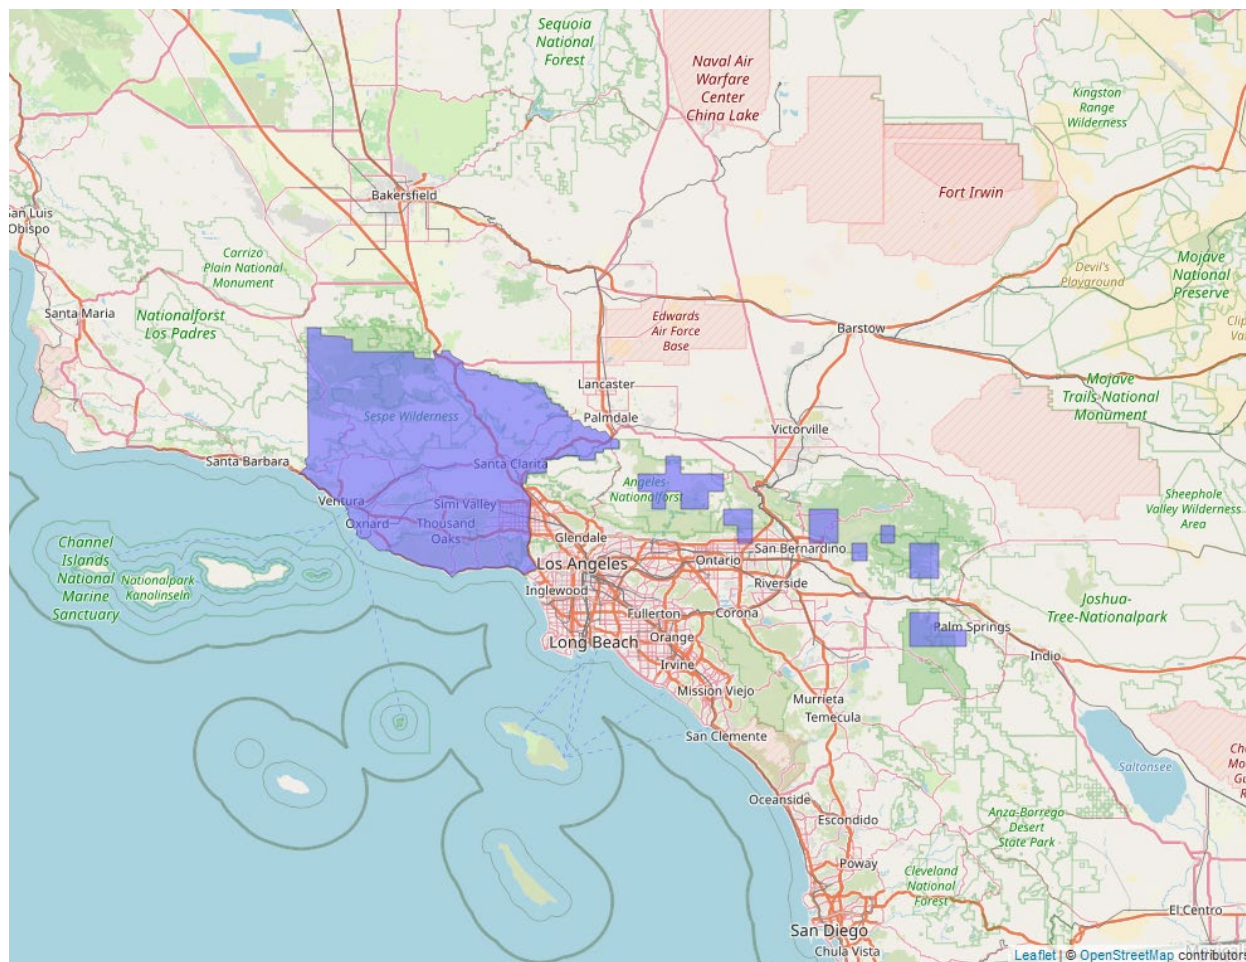 Sequoia
National
Forest
Naval Air
Warfare
Center
China Lake
Kingston
Range
Wilderness
Bakersfield
Fort Irwin
San Luis
Obispo
Carrizo
Plain National
Monument
Devil's
Playground
Mojave
National
Preserve
Santa Maria
Nationalforst
Los Padres
Edwards
Air Force
Base
Barstow
Lancaster
Mojave
Trails National
Monument
Sespe Wilderness
Palmdale
Victorville
Santa Barbara
Santa Clarita
Angeles-
Nationalforst
Sheephole
Valley Wilderness
Area
Ventura
Simi Valley
Oxnard
Thousand
Oaks
Glendale
San Bernardino
Channel
Islands
National
Marine
Sanctuary
Nationalpark
Kanalinseln
Los Angeles
Ontario
Inglewood
Riverside
Fullerton
Corona
Joshua-
Tree-Nationalpark
Long Beach
Orange
Palm Springs
Irvine
Indio
Mission Viejo
Murrieta
Temecula
San Clemente
Saltonsee
Oceanside
Escondido
Anza-Borrego
Desert
State Park
Poway
Cleveland
National
Forest
El Centro
San Diego
Chula Vista
Leaflet | © OpenStreetMap contributors